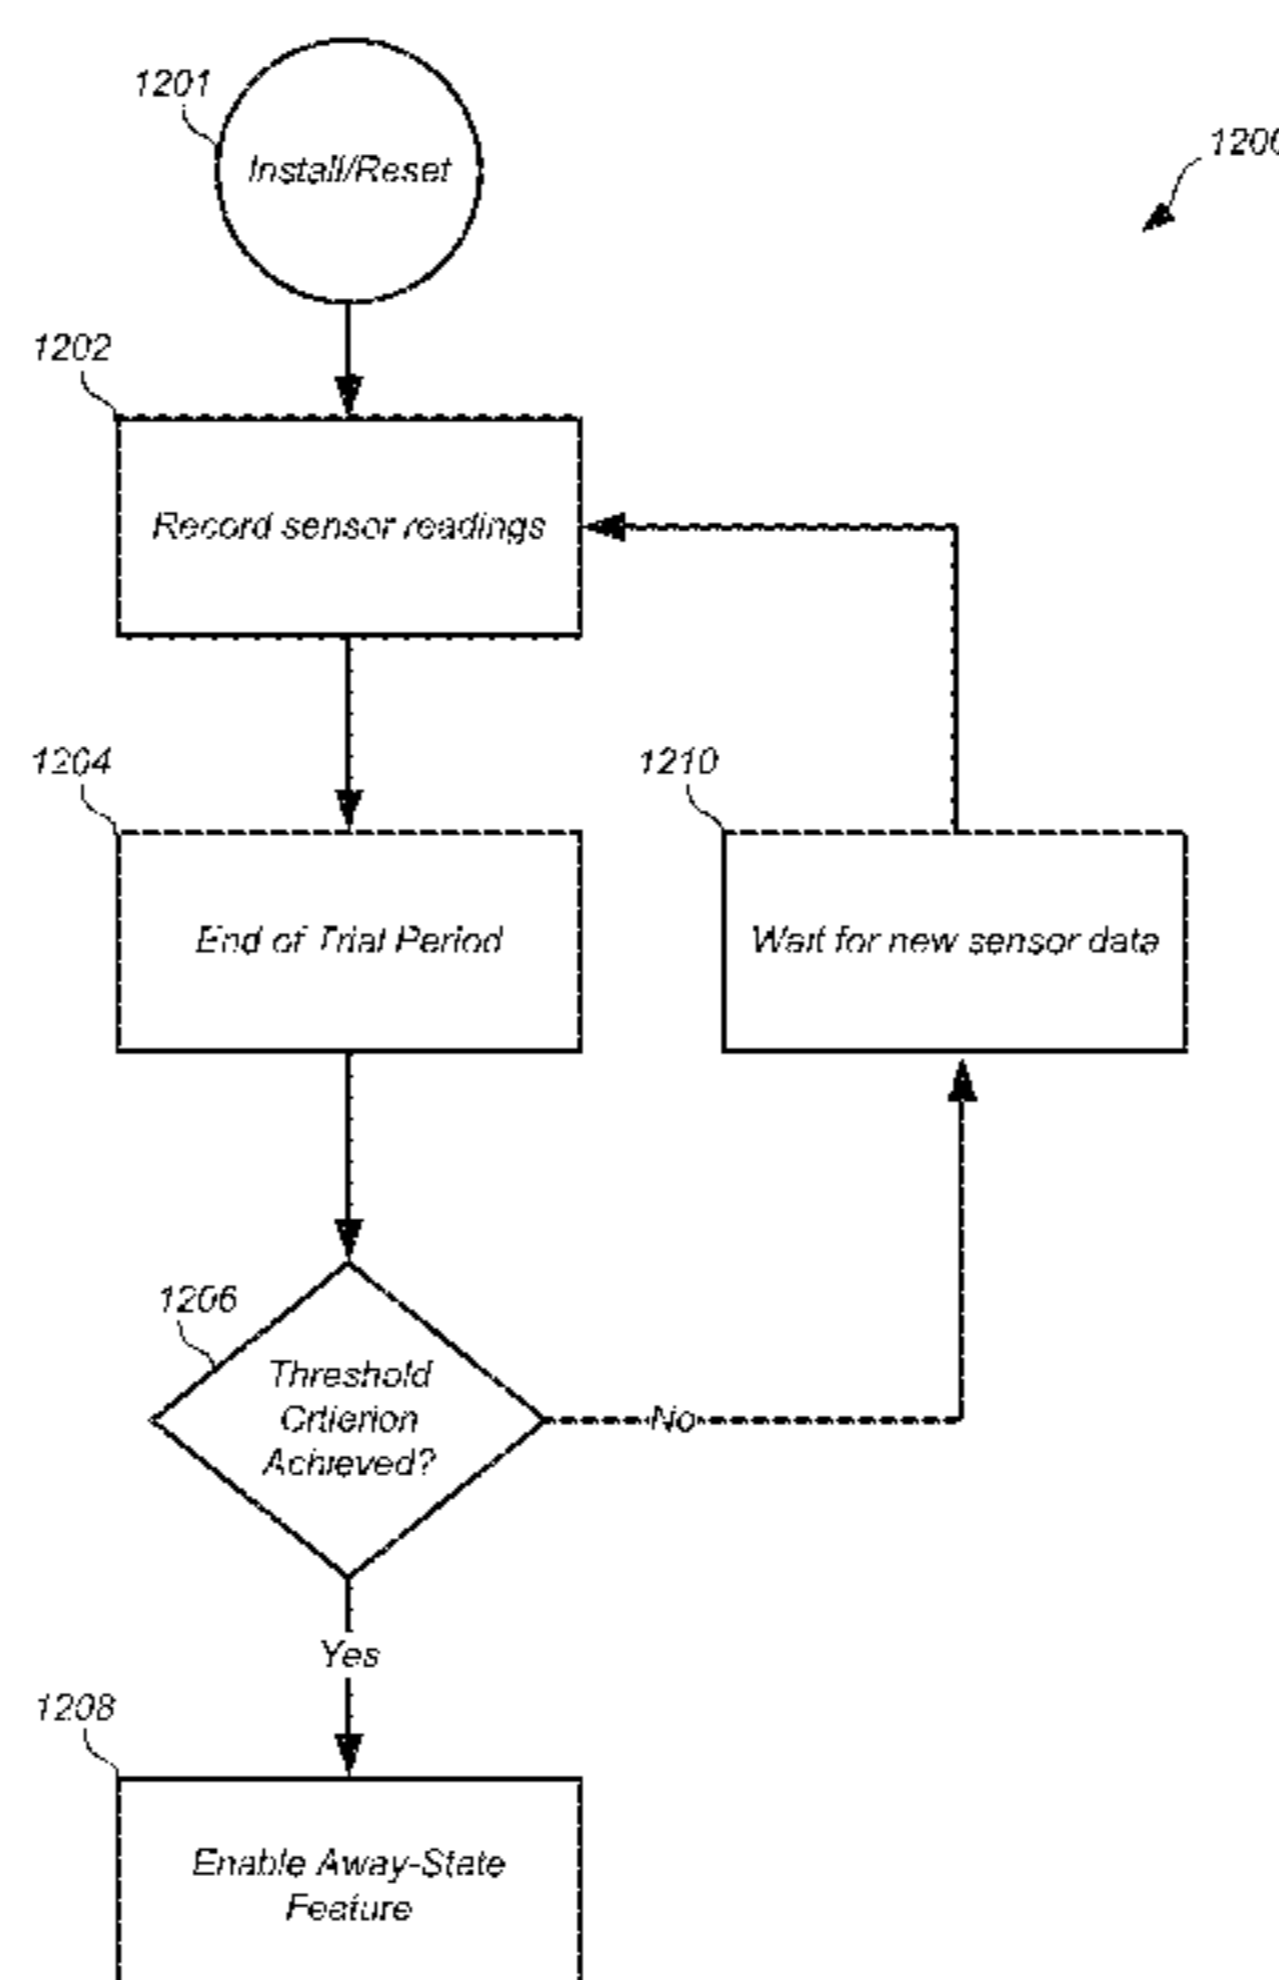 1201
Install/Reset
1200
1202
Record sensor readings
1204
End of Trial Period
1210
Wait for new sensor data
1206
Threshold
Crtierion
Achieved?
No
Yes
1208
Enable Away-State
Feature